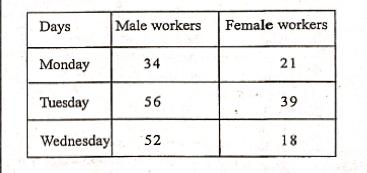 Days Male workers Female workers
Monday 34 21
Tuesday 56 39
Wednesday 52 18